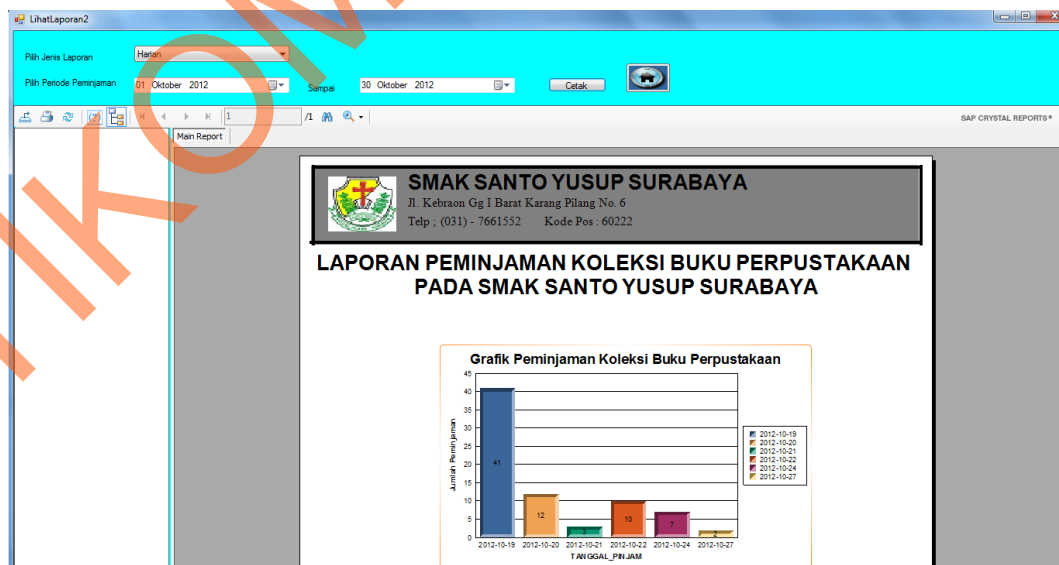 LihatLaporan2
Pilih Jenis Laporan
Harian
Pilih Periode Peminjaman
01 Oktober 2012
Sampai
30 Oktober 2012
Cetak
1
/1
SAP CRYSTAL REPORTS®
Main Report
SMAK SANTO YUSUP SURABAYA
Jl. Kebraon Gg I Barat Karang Pilang No. 6
Telp ; (031) - 7661552 Kode Pos : 60222
LAPORAN PEMINJAMAN KOLEKSI BUKU PERPUSTAKAAN
PADA SMAK SANTO YUSUP SURABAYA
Grafik Peminjaman Koleksi Buku Perpustakaan
Jumlah Peminjaman
45
40
35
30
25
20
15
10
5
0
41
12
3
10
7
2
2012-10-19 2012-10-20 2012-10-21 2012-10-22 2012-10-24 2012-10-27
TANGGAL_PINJAM
2012-10-19
2012-10-20
2012-10-21
2012-10-22
2012-10-24
2012-10-27